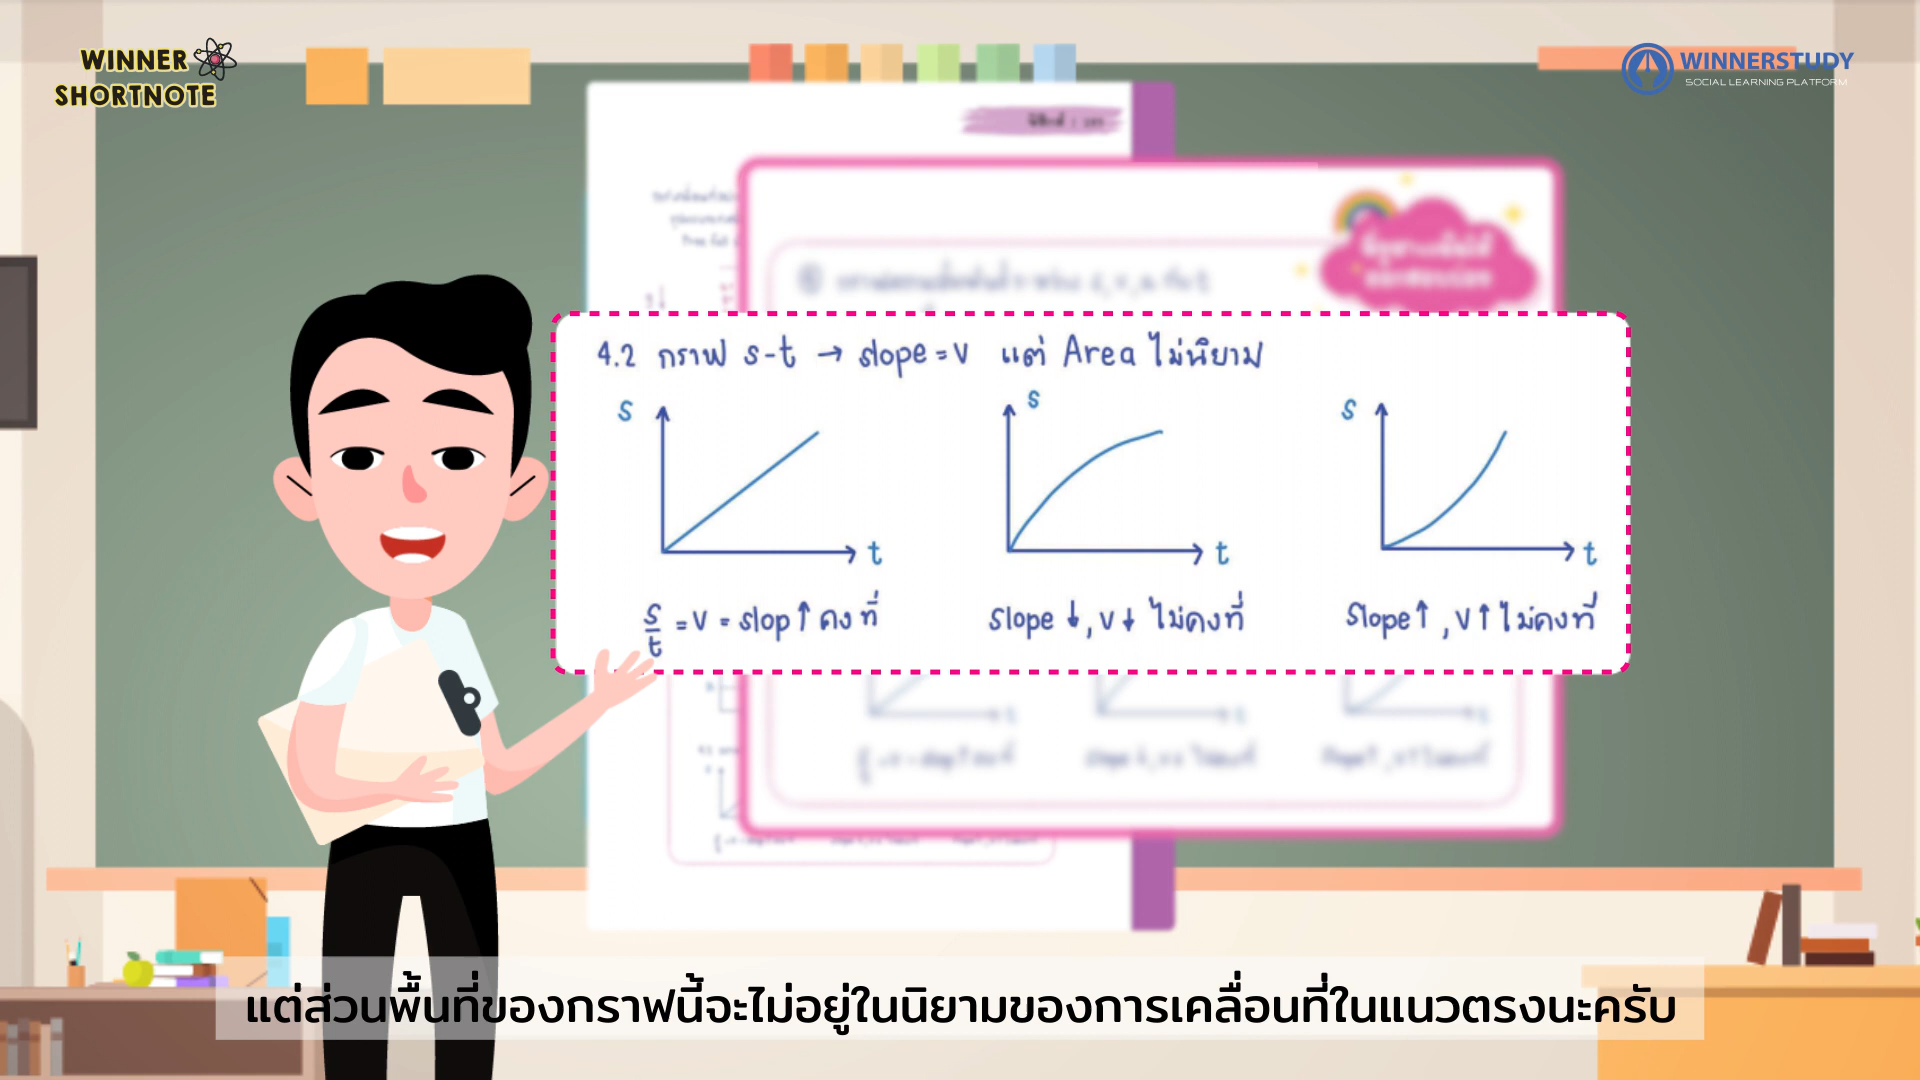 WINNER
SHORTNOTE
WINNERSTUDY
SOCIAL LEARNING PLATFORM
4.2 กราฟ s-t → slope = v แต่ Area ไม่นิยาม
s
t
s
t
s
t
s/t = v = slop↑ คงที่
slope ↓, v↓ ไม่คงที่
Slope↑, v↑ ไม่คงที่
แต่ส่วนพื้นที่ของกราฟนี้จะไม่อยู่ในนิยามของการเคลื่อนที่ในแนวตรงนะครับ